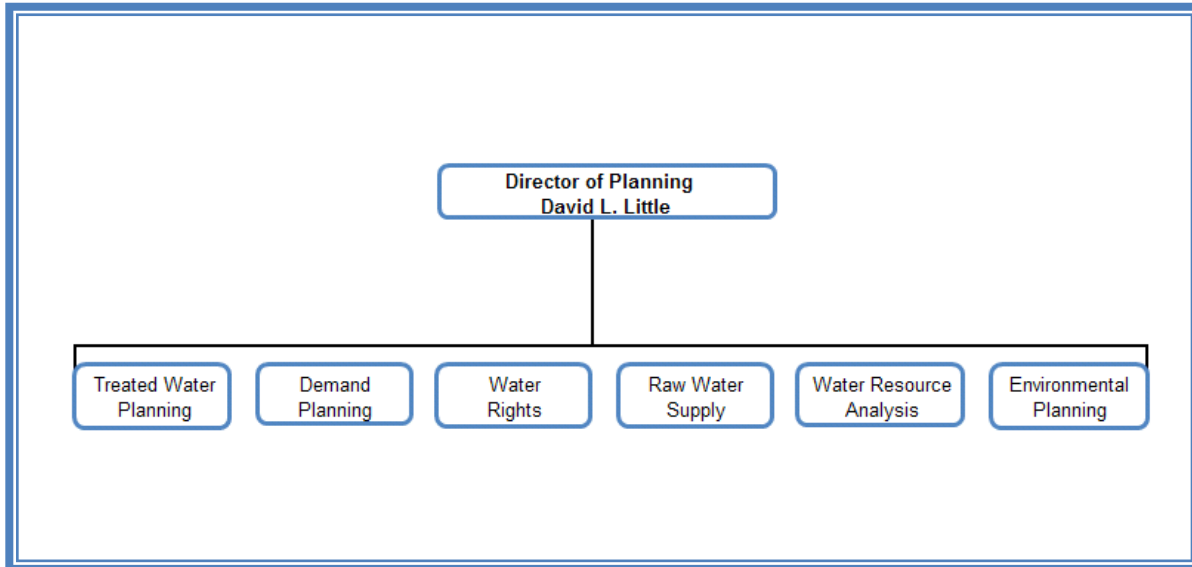 Director of Planning
David L. Little
Treated Water
Planning
Demand
Planning
Water
Rights
Raw Water
Supply
Water Resource
Analysis
Environmental
Planning